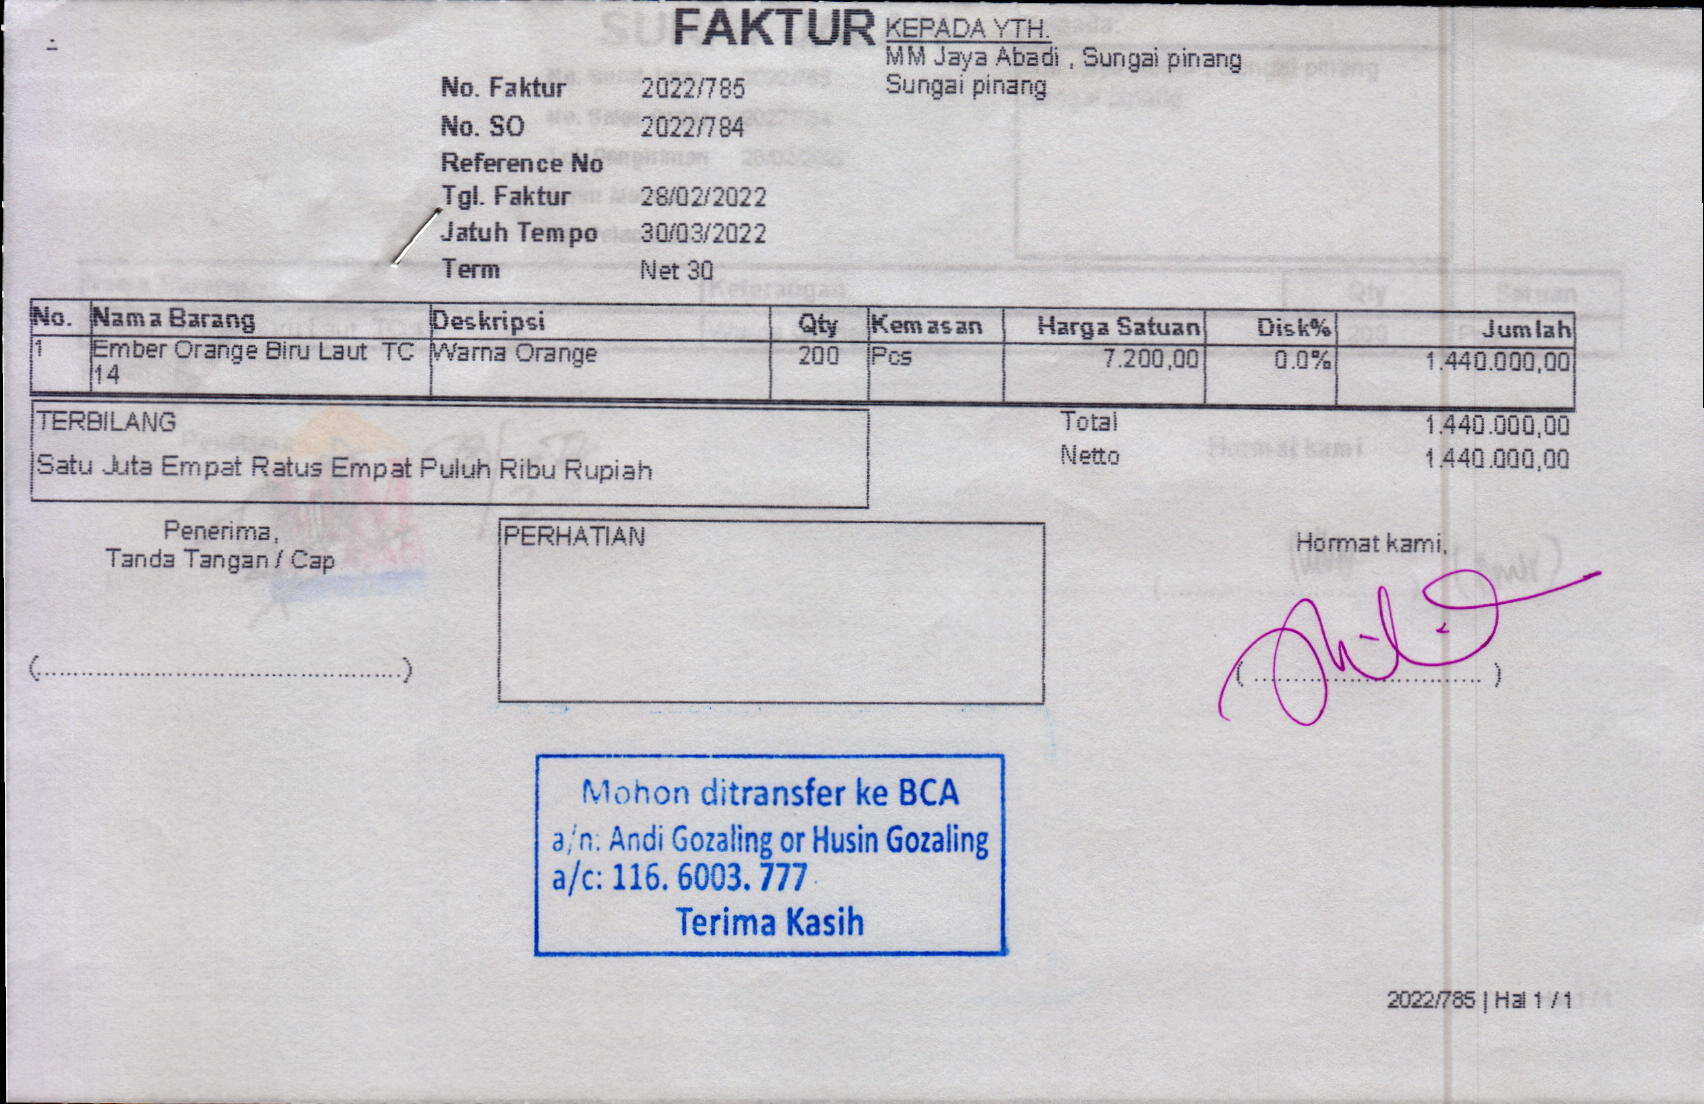 FAKTUR
KEPADA YTH.
MM Jaya Abadi , Sungai pinang
Sungai pinang
No. Faktur 2022/785
No. SO 2022/784
Reference No
Tgl. Faktur 28/02/2022
Jatuh Tempo 30/03/2022
Term Net 30
No. Nama Barang Deskripsi Qty Kemasan Harga Satuan Disk% Jumlah
1 Ember Orange Biru Laut TC Warna Orange 200 Pcs 7.200,00 0.0% 1.440.000,00
14
TERBILANG
Satu Juta Empat Ratus Empat Puluh Ribu Rupiah
Total 1.440.000,00
Netto 1.440.000,00
Penerima,
Tanda Tangan / Cap
(............................................)
PERHATIAN
Hormat kami,
(.............................. )
Mohon ditransfer ke BCA
a/n: Andi Gozaling or Husin Gozaling
a/c: 116. 6003. 777
Terima Kasih
2022/785 | Hal 1 / 1